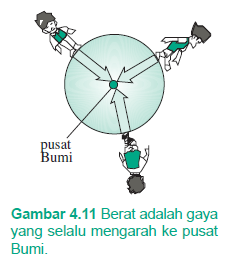 pusat
Bumi
Gambar 4.11 Berat adalah gaya
yang selalu mengarah ke pusat
Bumi.